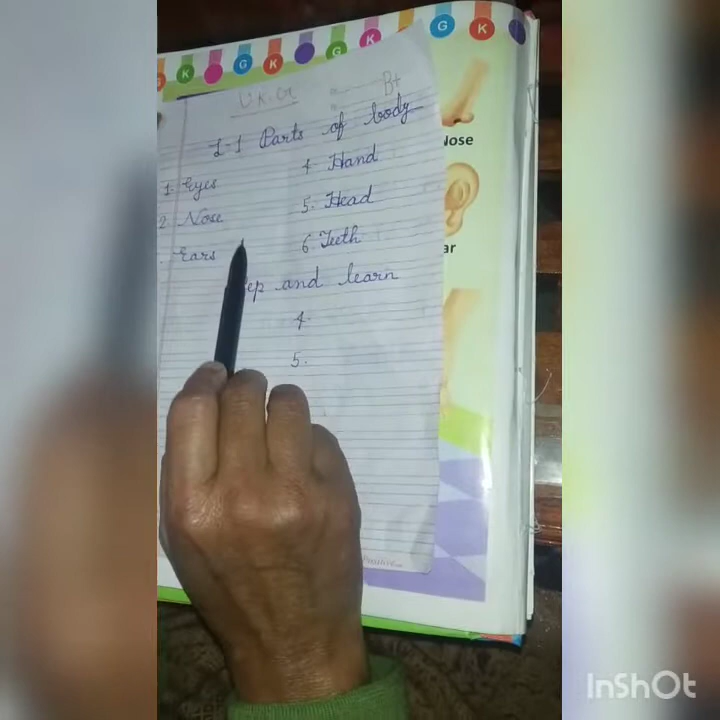 G K G K G K G K
U.K.G
B+
L-1 Parts of body
1. Eyes
2. Nose
. Ears
4 Hand
5. Head
6. Teeth
ep and learn
4.
5.
Nose
ar
InShOt